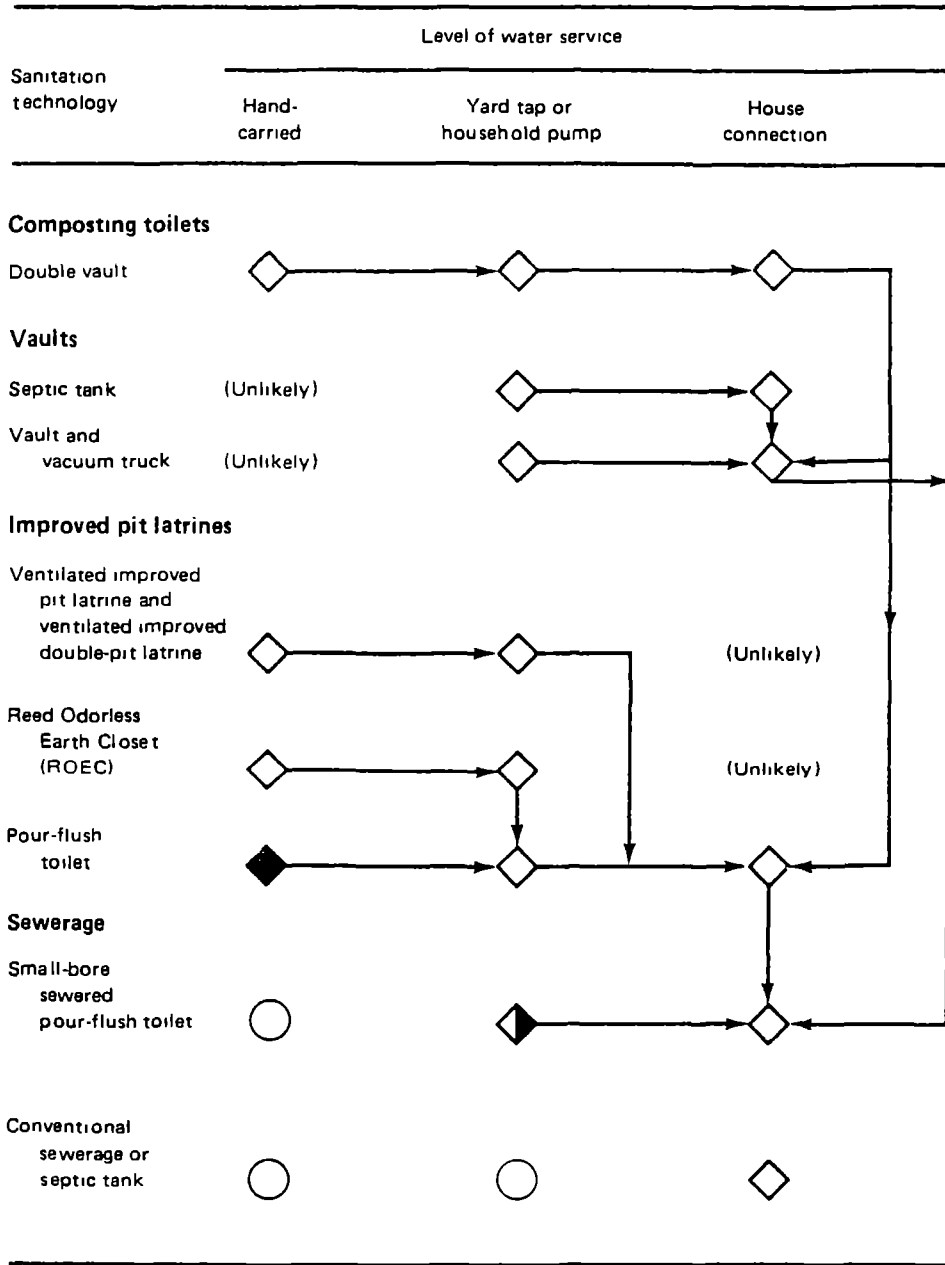 Level of water service
Sanitation
technology
Hand-
carried
Yard tap or
household pump
House
connection
Composting toilets
Double vault
Vaults
Septic tank (Unlikely)
Vault and
vacuum truck (Unlikely)
Improved pit latrines
Ventilated improved
pit latrine and
ventilated improved
double-pit latrine (Unlikely)
Reed Odorless
Earth Closet
(ROEC) (Unlikely)
Pour-flush
toilet
Sewerage
Small-bore
sewered
pour-flush toilet
Conventional
sewerage or
septic tank